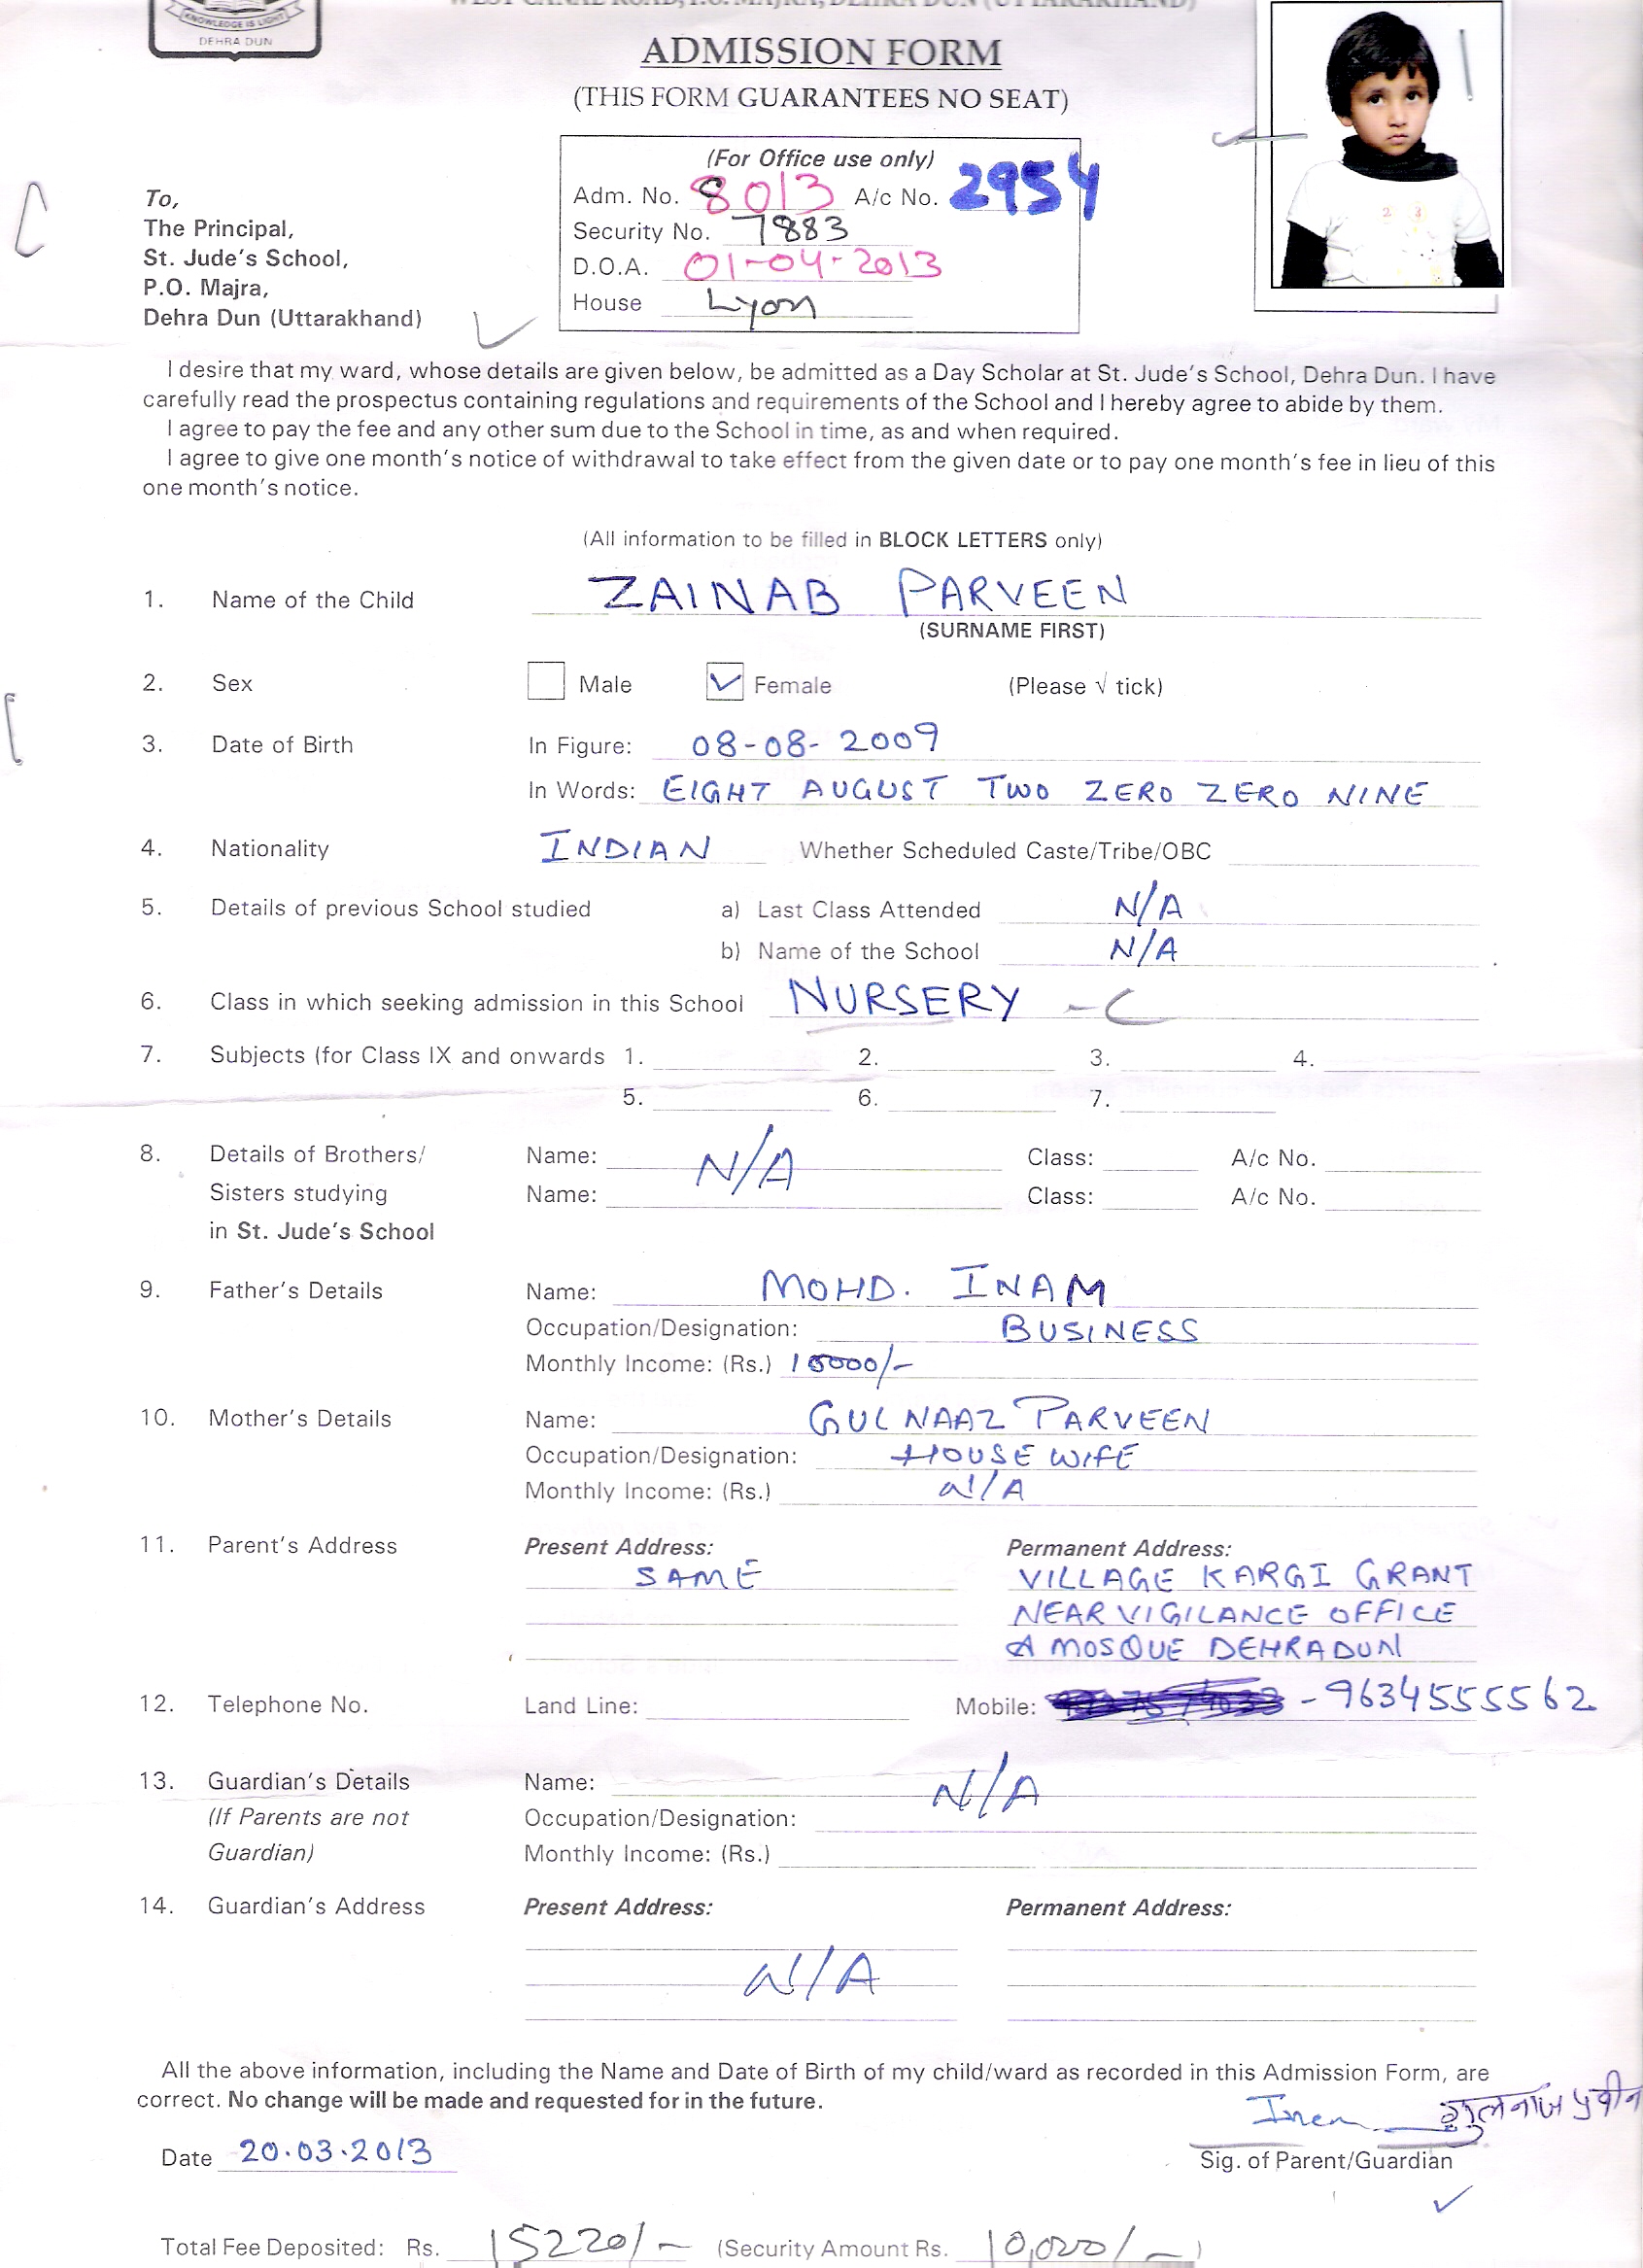 KNOWLEDGE IS LIGHT
DEHRA DUN
WEST CANAL ROAD, P.O. MAJRA, DEHRA DUN (UTTARAKHAND)
ADMISSION FORM
(THIS FORM GUARANTEES NO SEAT)
(For Office use only)
Adm. No. 8013 A/c No. 2954
Security No. 7883
D.O.A. 01-04-2013
House Lyon
To,
The Principal,
St. Jude's School,
P.O. Majra,
Dehra Dun (Uttarakhand)
I desire that my ward, whose details are given below, be admitted as a Day Scholar at St. Jude's School, Dehra Dun. I have
carefully read the prospectus containing regulations and requirements of the School and I hereby agree to abide by them.
I agree to pay the fee and any other sum due to the School in time, as and when required.
I agree to give one month's notice of withdrawal to take effect from the given date or to pay one month's fee in lieu of this
one month's notice.
(All information to be filled in BLOCK LETTERS only)
1. Name of the Child ZAINAB PARVEEN
(SURNAME FIRST)
2. Sex Male Female (Please √ tick)
3. Date of Birth In Figure: 08-08-2009
In Words: EIGHT AUGUST TWO ZERO ZERO NINE
4. Nationality INDIAN Whether Scheduled Caste/Tribe/OBC
5. Details of previous School studied a) Last Class Attended N/A
b) Name of the School N/A
6. Class in which seeking admission in this School NURSERY - C
7. Subjects (for Class IX and onwards 1. 2. 3. 4.
5. 6. 7.
8. Details of Brothers/ Name: N/A Class: A/c No.
Sisters studying Name: Class: A/c No.
in St. Jude's School
9. Father's Details Name: MOHD. INAM
Occupation/Designation: BUSINESS
Monthly Income: (Rs.)
10. Mother's Details Name: GULNAAZ PARVEEN
Occupation/Designation: HOUSE WIFE
Monthly Income: (Rs.) N/A
11. Parent's Address Present Address: Permanent Address:
SAME VILLAGE KARGI GRANT
NEAR VIGILANCE OFFICE
& MOSQUE DEHRADUN
12. Telephone No. Land Line: Mobile: - 9634555562
13. Guardian's Details Name: N/A
(If Parents are not Occupation/Designation:
Guardian) Monthly Income: (Rs.)
14. Guardian's Address Present Address: Permanent Address:
N/A
All the above information, including the Name and Date of Birth of my child/ward as recorded in this Admission Form, are
correct. No change will be made and requested for in the future.
Inam गुलनाज प्रवीन
Date 20.03.2013 Sig. of Parent/Guardian
Total Fee Deposited: Rs. 15220/- (Security Amount Rs. 10,000/-)